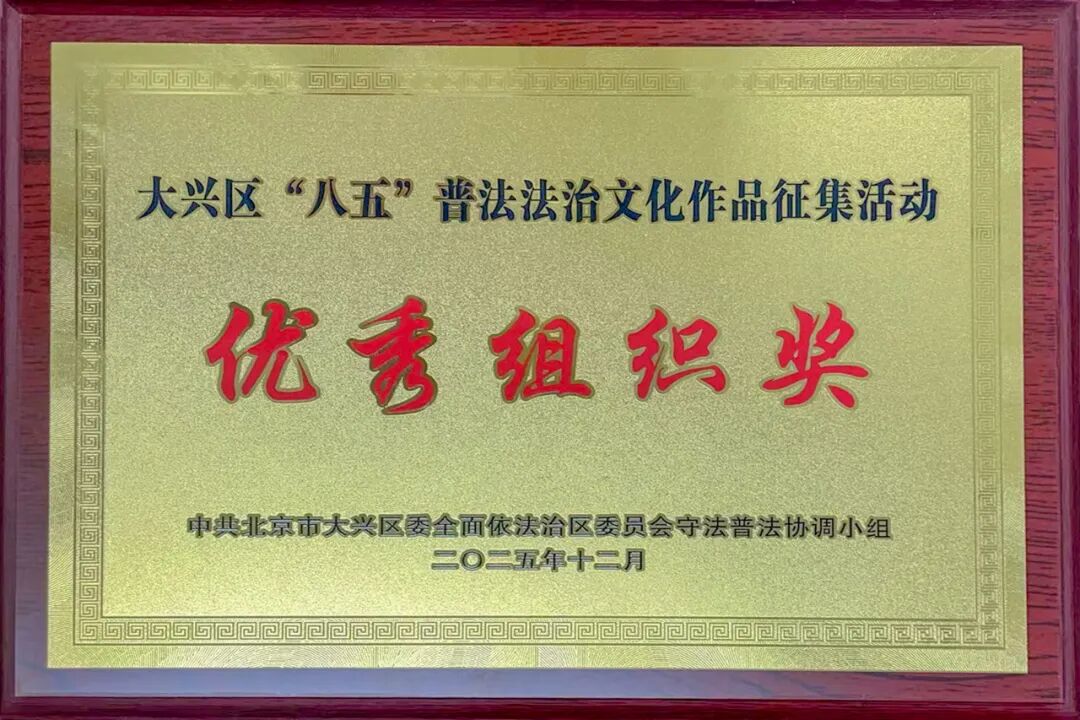 大兴区“八五”普法法治文化作品征集活动
优秀组织奖
中共北京市大兴区委全面依法治区委员会守法普法协调小组
二〇二五年十二月